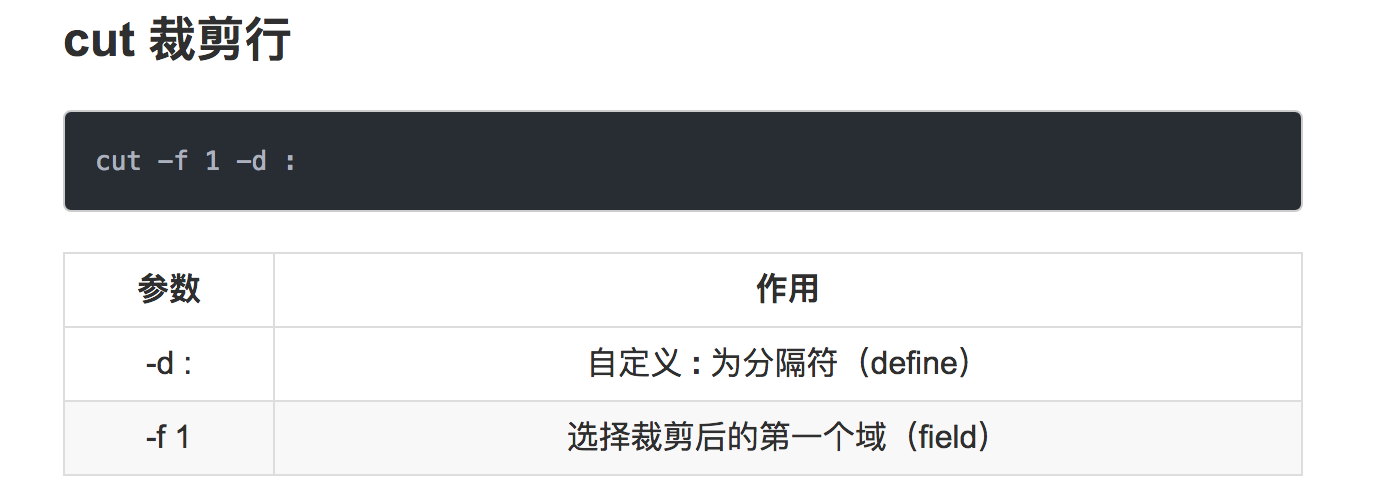 cut 裁剪行
cut -f 1 -d :
参数 作用
-d : 自定义 : 为分隔符（define）
-f 1 选择裁剪后的第一个域（field）